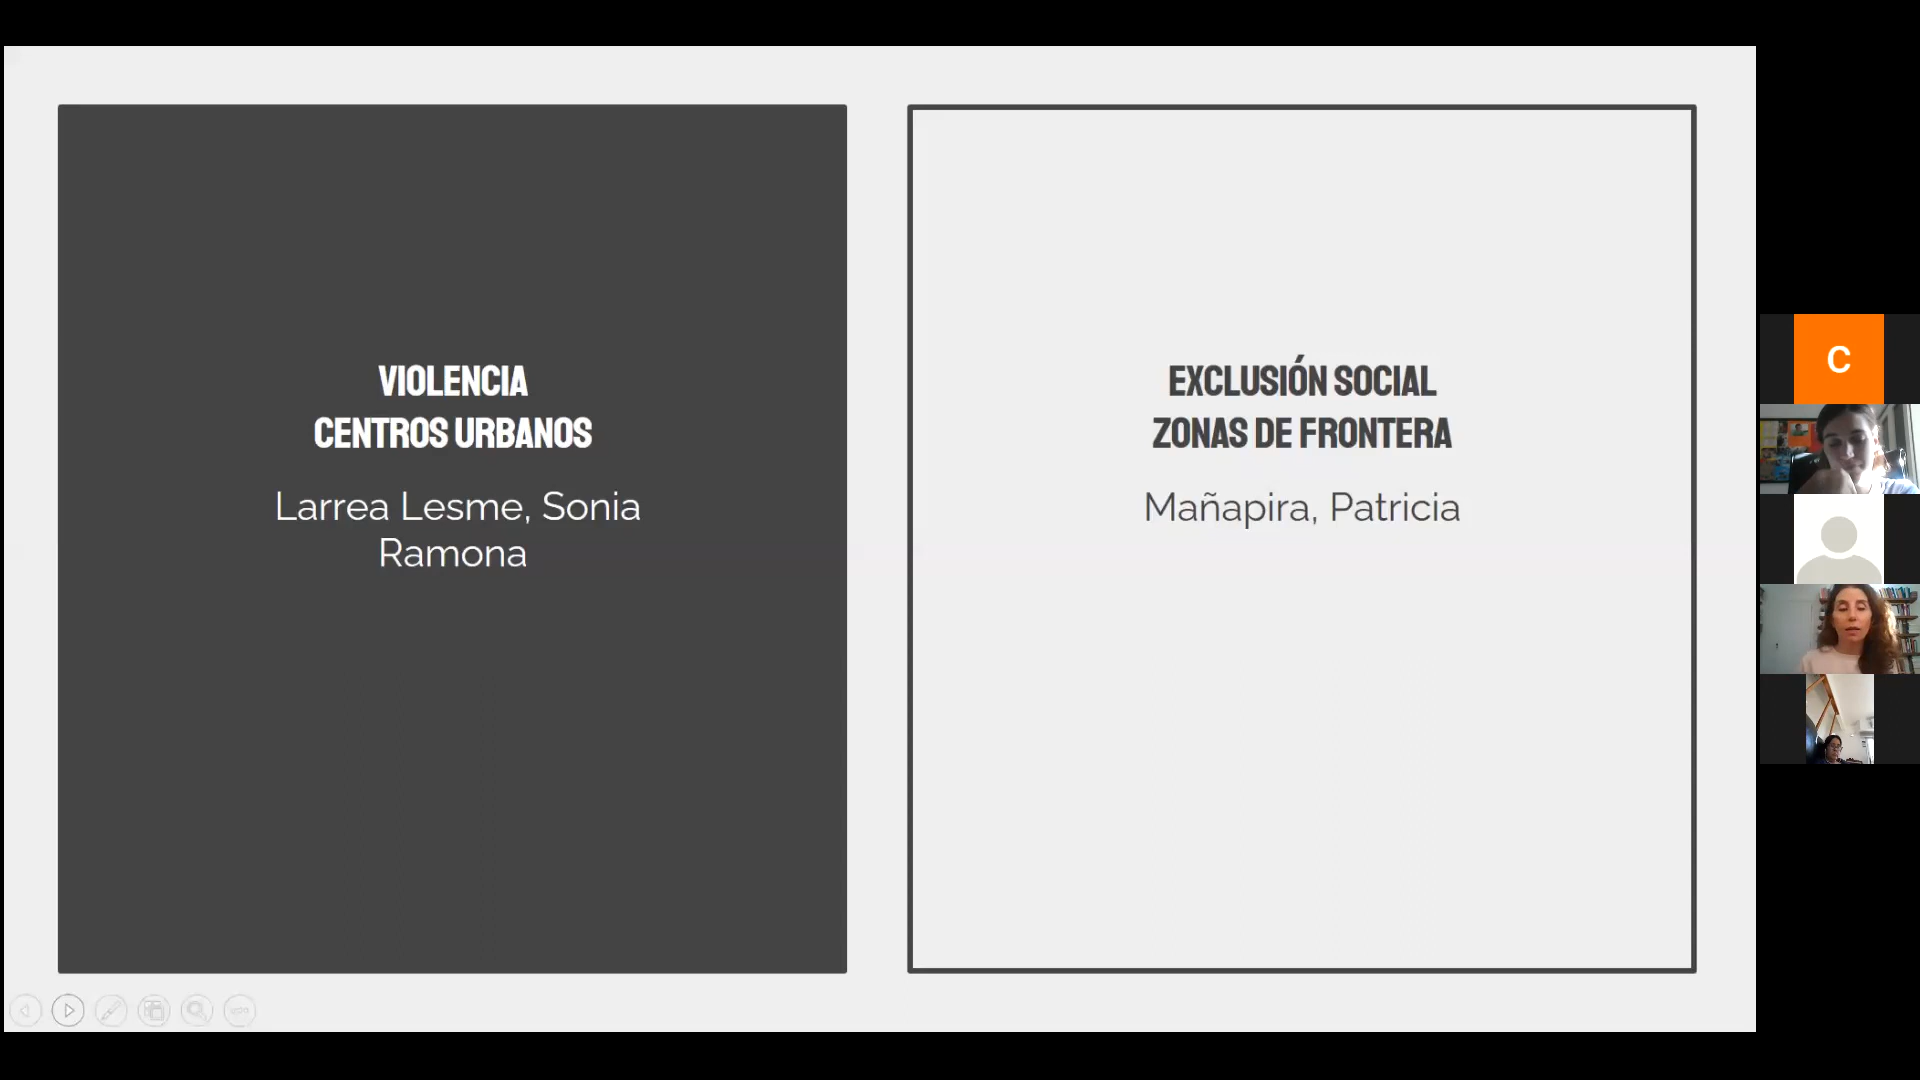 VIOLENCIA
CENTROS URBANOS
Larrea Lesme, Sonia
Ramona
EXCLUSIÓN SOCIAL
ZONAS DE FRONTERA
Mañapira, Patricia
C